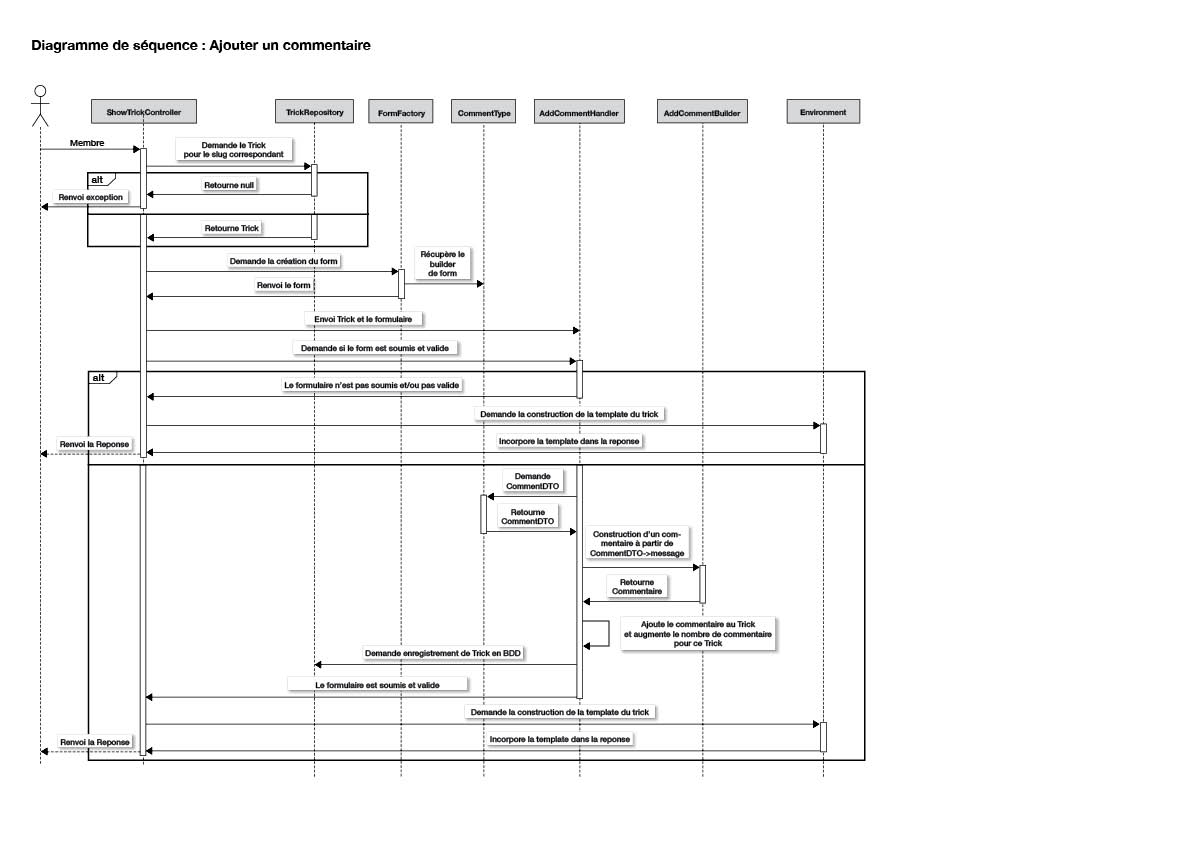 Diagramme de séquence : Ajouter un commentaire
ShowTrickController
TrickRepository
FormFactory
CommentType
AddCommentHandler
AddCommentBuilder
Environment
Membre
Demande le Trick
pour le slug correspondant
alt
Retourne null
Renvoi exception
Retourne Trick
Demande la création du form
Récupère le
builder
de form
Renvoi le form
Envoi Trick et le formulaire
Demande si le form est soumis et valide
alt
Le formulaire n'est pas soumis et/ou pas valide
Demande la construction de la template du trick
Incorpore la template dans la reponse
Renvoi la Reponse
Demande
CommentDTO
Retourne
CommentDTO
Construction d'un com-
mentaire à partir de
CommentDTO->message
Retourne
Commentaire
Ajoute le commentaire au Trick
et augmente le nombre de commentaire
pour ce Trick
Demande enregistrement de Trick en BDD
Le formulaire est soumis et valide
Demande la construction de la template du trick
Incorpore la template dans la reponse
Renvoi la Reponse